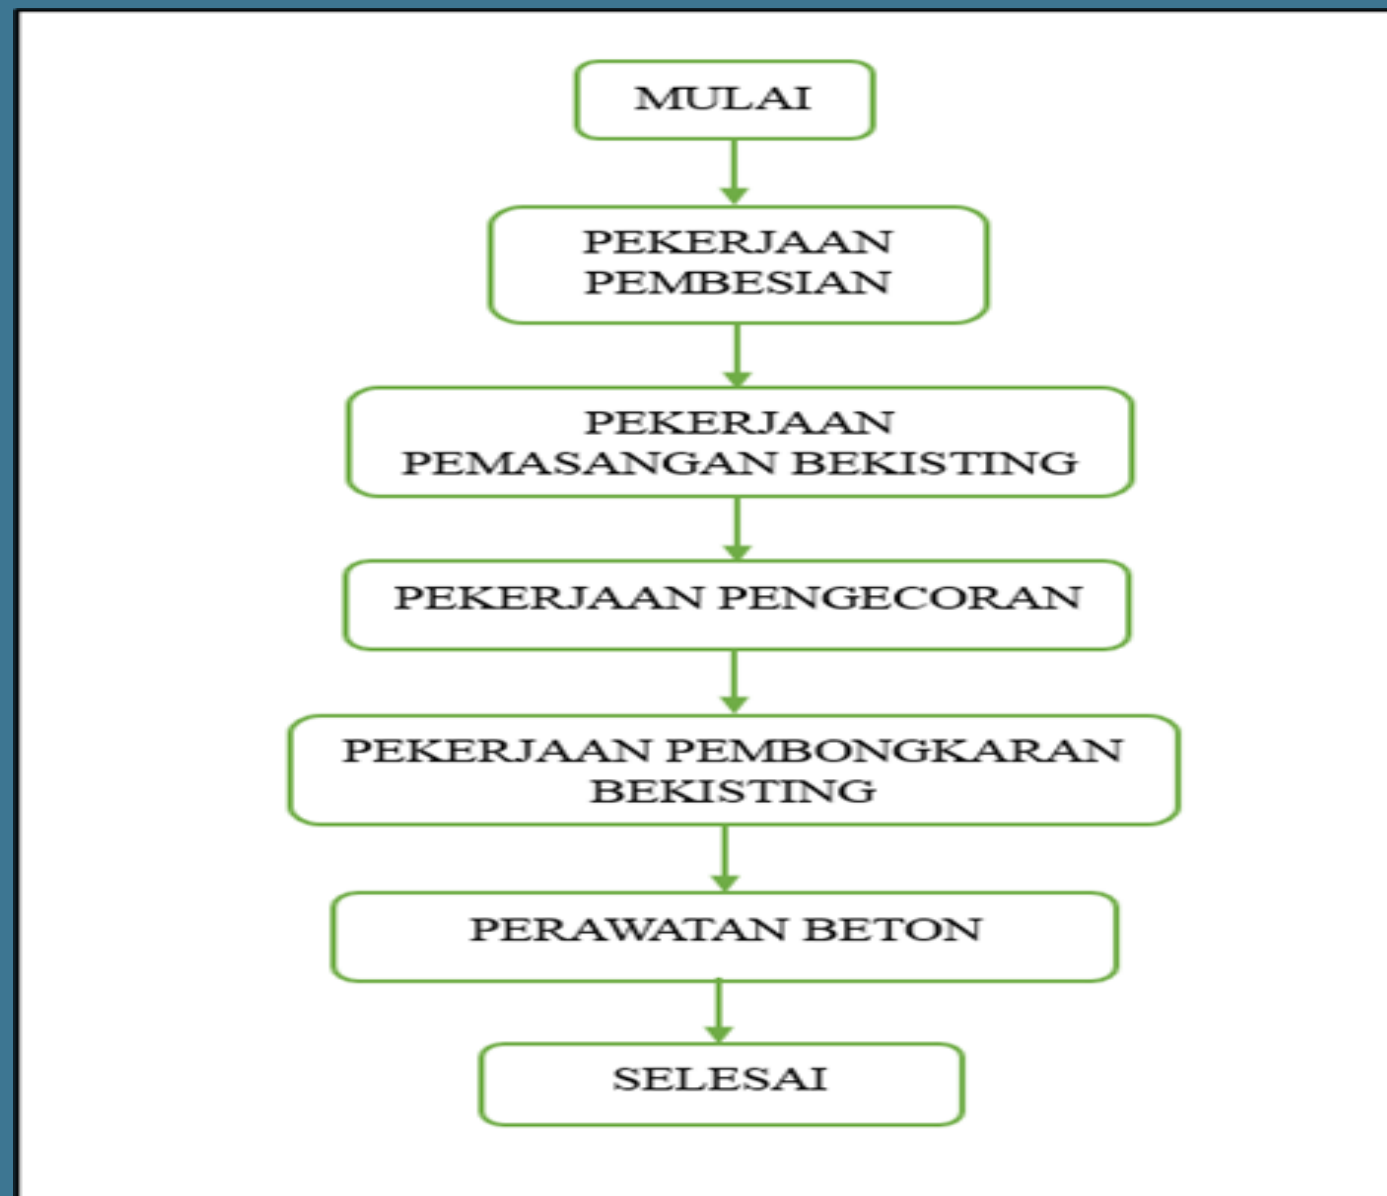 MULAI
PEKERJAAN
PEMBESIAN
PEKERJAAN
PEMASANGAN BEKISTING
PEKERJAAN PENGECORAN
PEKERJAAN PEMBONGKARAN
BEKISTING
PERAWATAN BETON
SELESAI